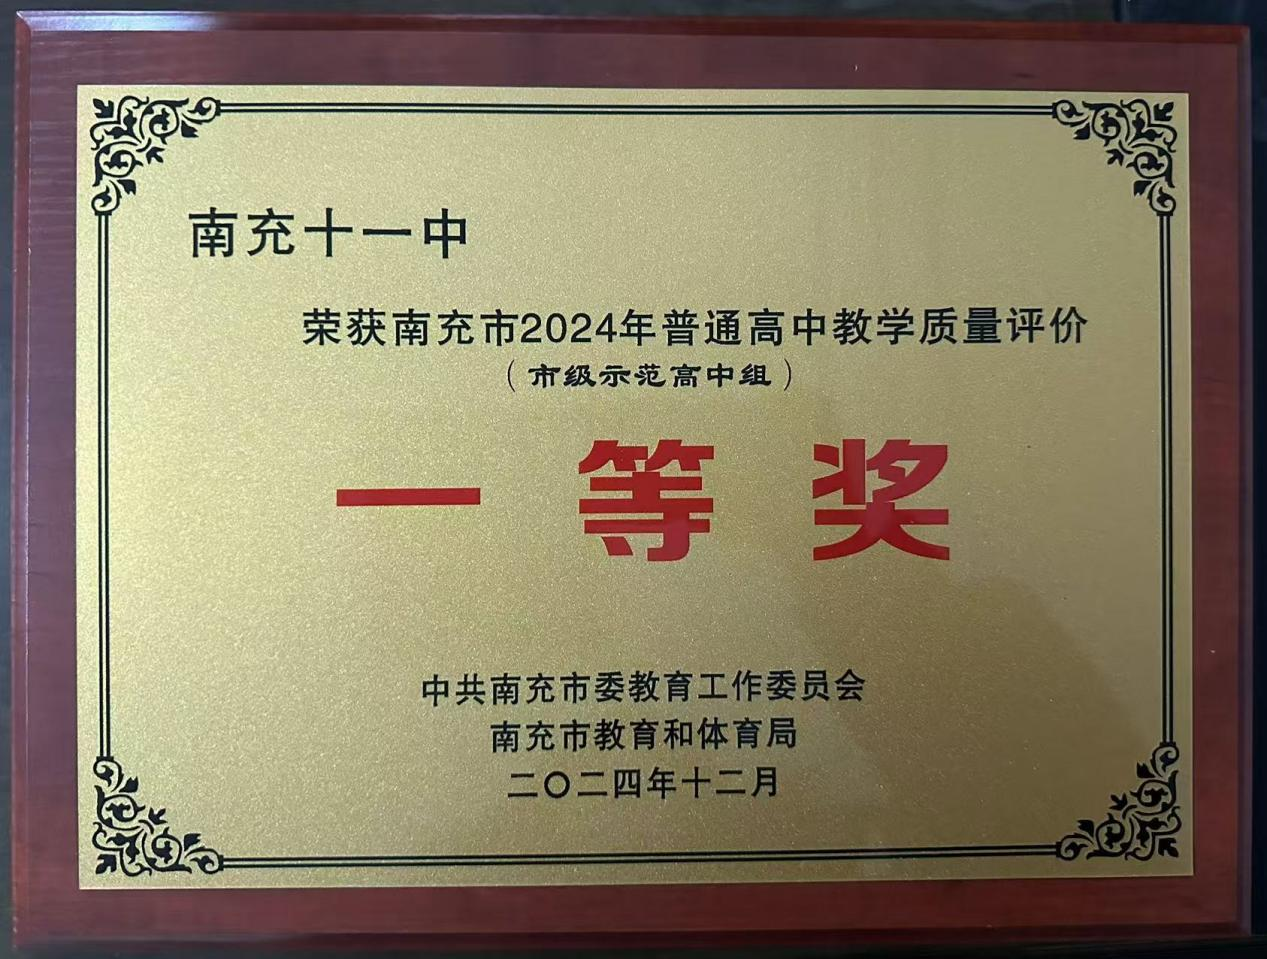 南充十一中
荣获南充市2024年普通高中教学质量评价
（市级示范高中组）
一等奖
中共南充市委教育工作委员会
南充市教育和体育局
二〇二四年十二月